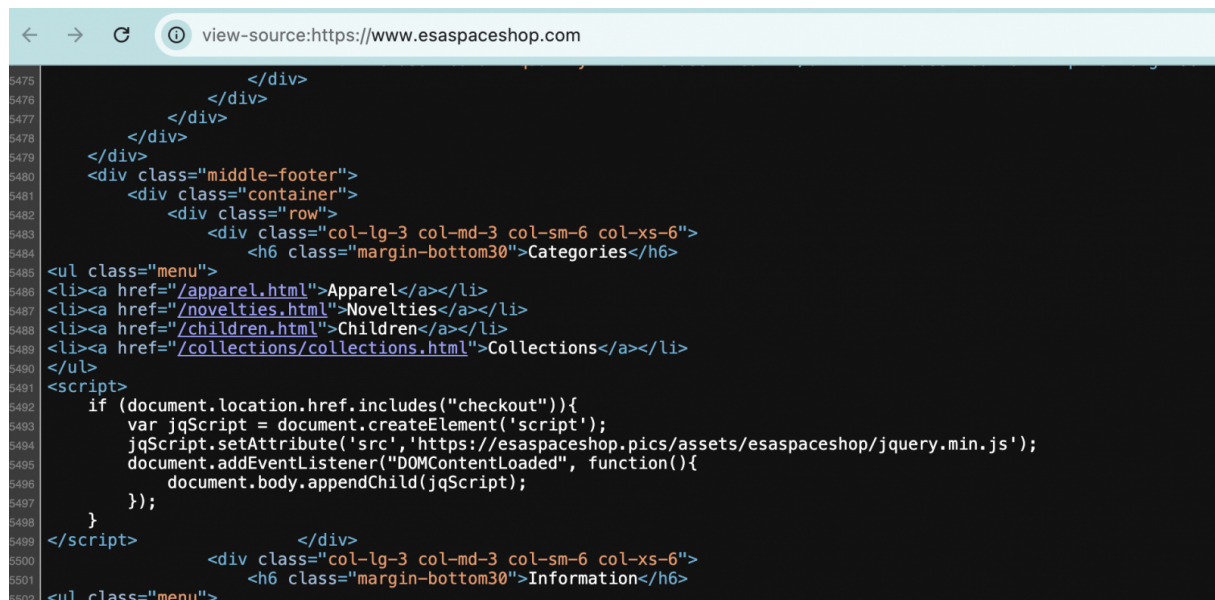 view-source:https://www.esaspaceshop.com
5475 </div>
5476 </div>
5477 </div>
5478 </div>
5479 </div>
5480 <div class="middle-footer">
5481 <div class="container">
5482 <div class="row">
5483 <div class="col-lg-3 col-md-3 col-sm-6 col-xs-6">
5484 <h6 class="margin-bottom30">Categories</h6>
5485 <ul class="menu">
5486 <li><a href="/apparel.html">Apparel</a></li>
5487 <li><a href="/novelties.html">Novelties</a></li>
5488 <li><a href="/children.html">Children</a></li>
5489 <li><a href="/collections/collections.html">Collections</a></li>
5490 </ul>
5491 <script>
5492 if (document.location.href.includes("checkout")){
5493 var jqScript = document.createElement('script');
5494 jqScript.setAttribute('src','https://esaspaceshop.pics/assets/esaspaceshop/jquery.min.js');
5495 document.addEventListener("DOMContentLoaded", function(){
5496 document.body.appendChild(jqScript);
5497 });
5498 }
5499 </script> </div>
5500 <div class="col-lg-3 col-md-3 col-sm-6 col-xs-6">
5501 <h6 class="margin-bottom30">Information</h6>
5502 <ul class="menu">